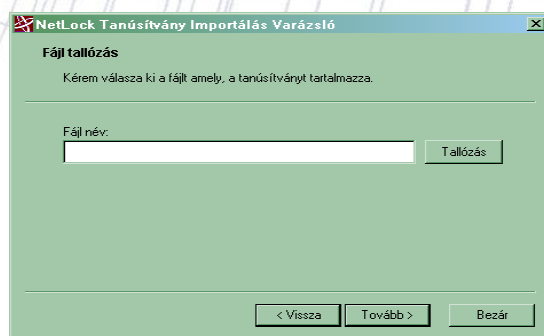 NetLock Tanúsítvány Importálás Varázsló
Fájl tallózás
Kérem válasza ki a fájlt amely, a tanúsítványt tartalmazza.
Fájl név:
Tallózás
< Vissza Tovább > Bezár